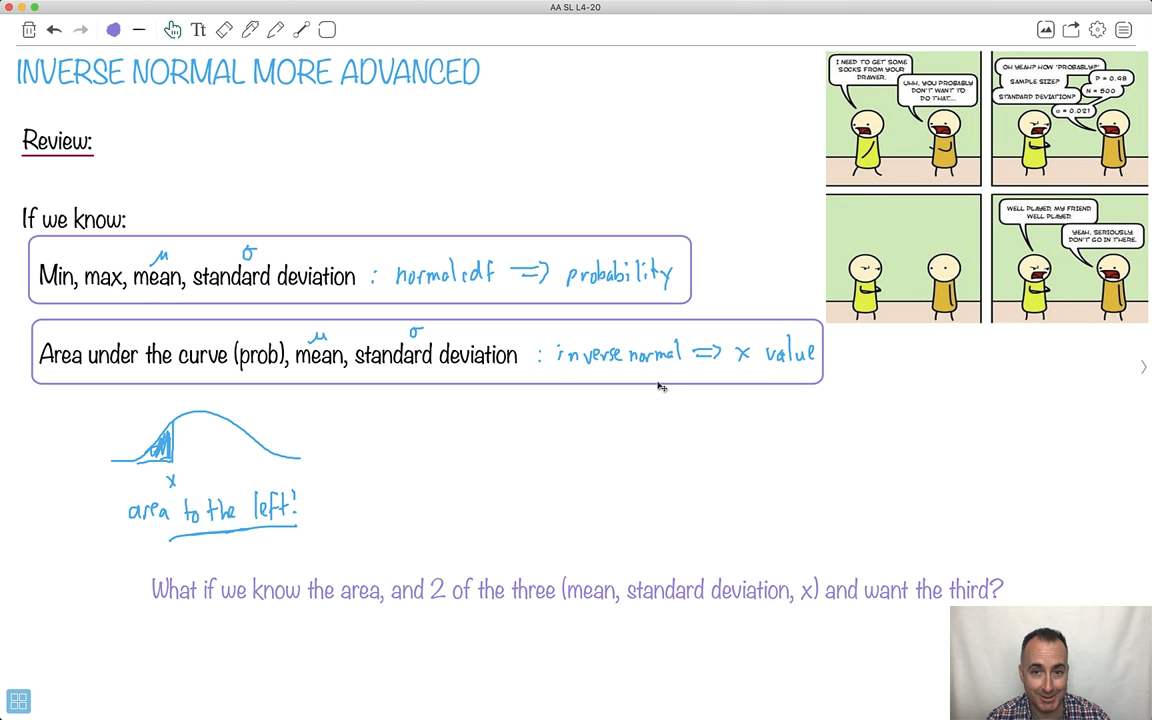 AA SL L4-20
Tt
INVERSE NORMAL MORE ADVANCED
Review:
If we know:
μ σ
Min, max, mean, standard deviation : normalcdf => probability
μ σ
Area under the curve (prob), mean, standard deviation : inverse normal => x value
x
area to the left!
What if we know the area, and 2 of the three (mean, standard deviation, x) and want the third?
I NEED TO GET SOME
SOCKS FROM YOUR
DRAWER.
UHH, YOU PROBABLY
DON'T WANT TO
DO THAT...
OH YEAH? HOW "PROBABLY?"
SAMPLE SIZE?
STANDARD DEVIATION?
P = 0.98
N = 500
σ = 0.021
WELL PLAYED, MY FRIEND.
WELL PLAYED.
YEAH, SERIOUSLY
DON'T GO IN THERE.